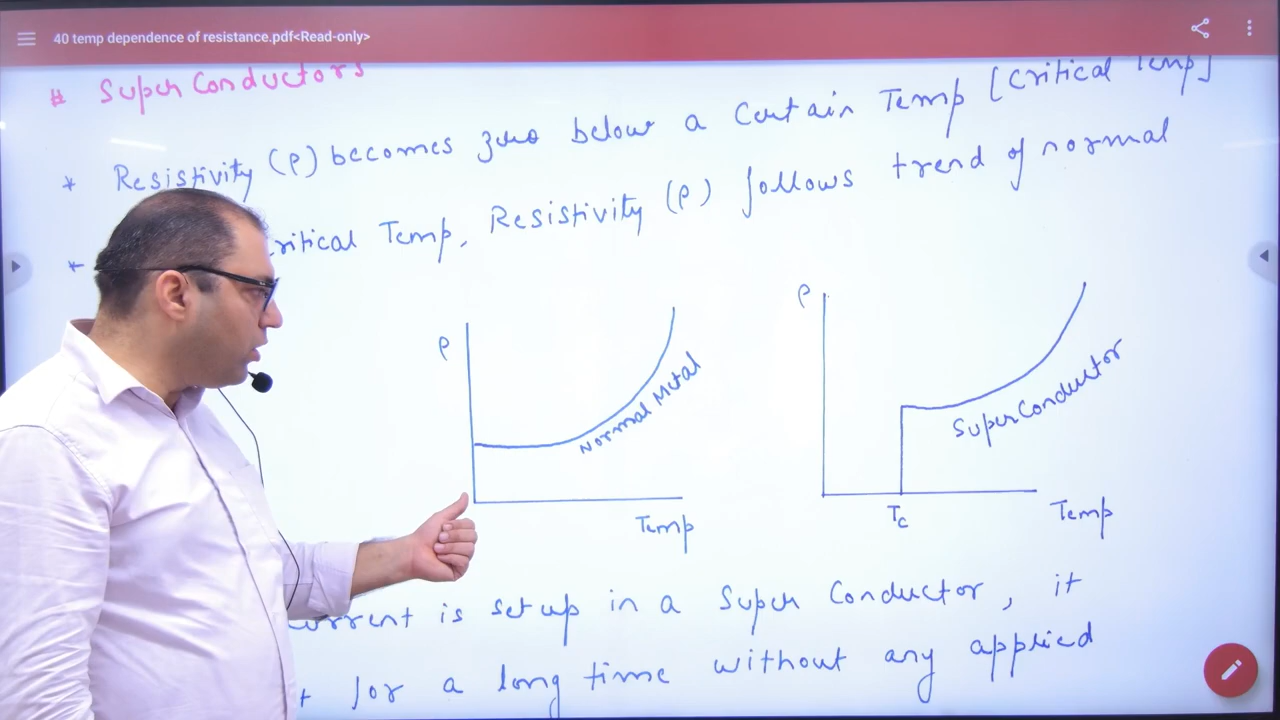 40 temp dependence of resistance.pdf<Read-only>
# Super Conductors
* Resistivity (ρ) becomes zero below a Certain Temp [Critical Temp]
* ritical Temp, Resistivity (ρ) follows trend of normal
ρ
Normal Metal
Temp
ρ
Super Conductor
Tc
Temp
urrent is set up in a Super Conductor, it
t for a long time without any applied